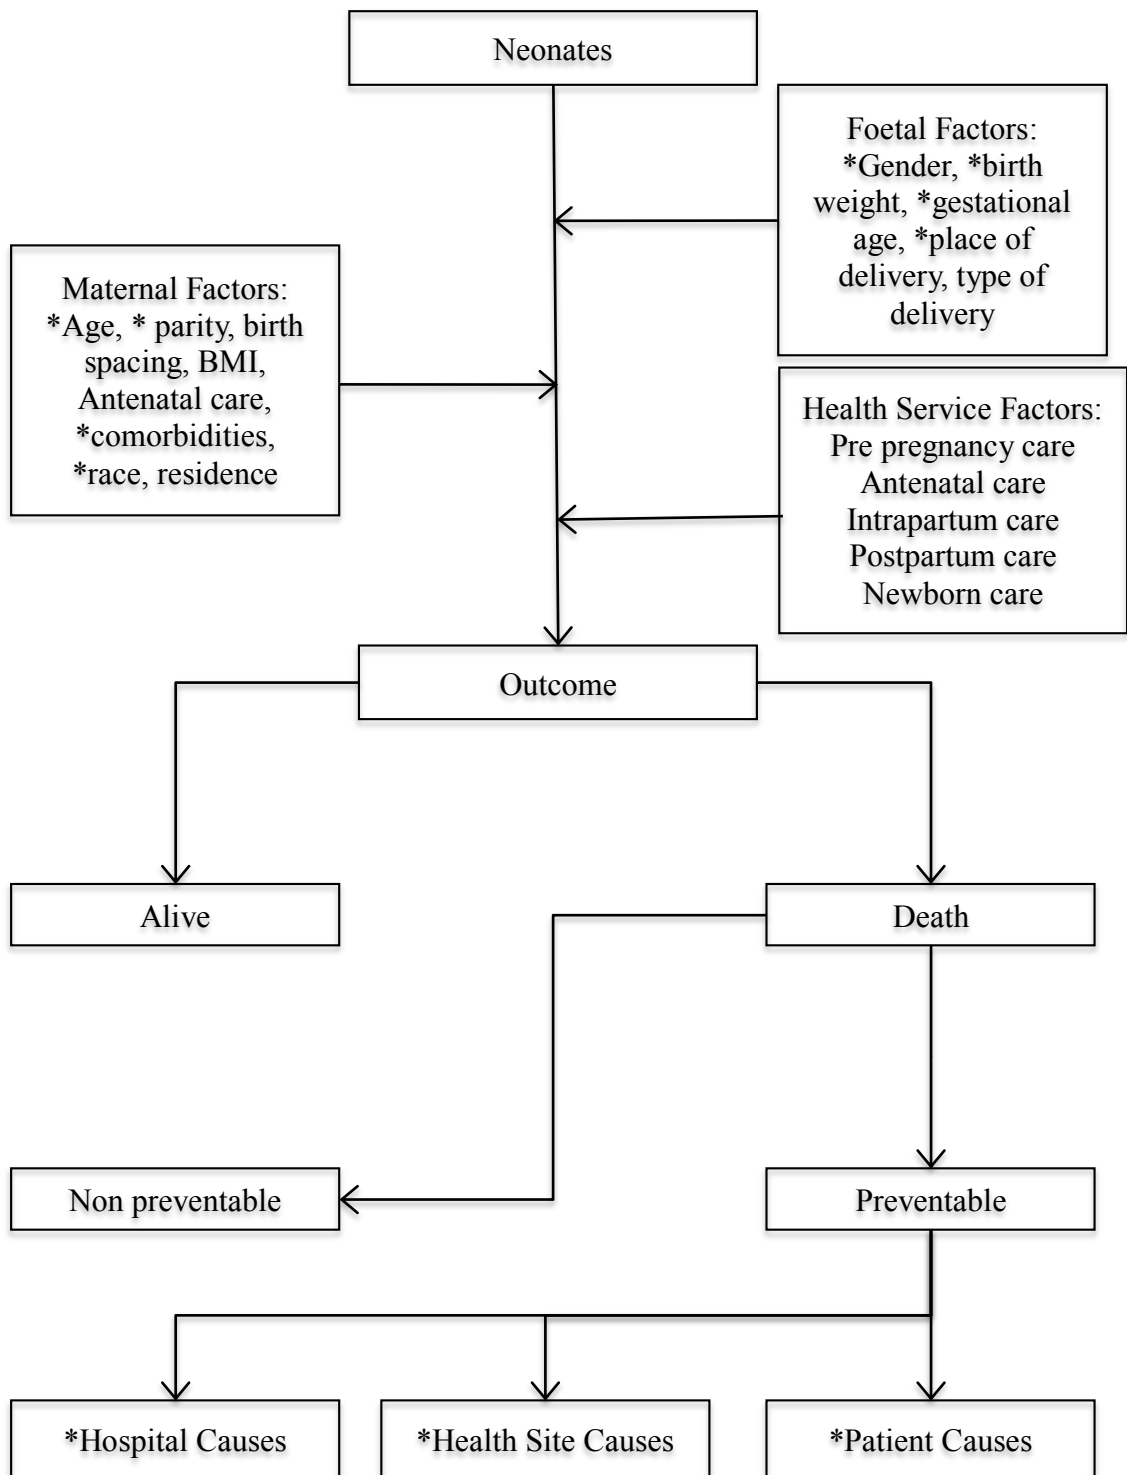 Neonates
Foetal Factors:
*Gender, *birth
weight, *gestational
age, *place of
delivery, type of
delivery
Maternal Factors:
*Age, * parity, birth
spacing, BMI,
Antenatal care,
*comorbidities,
*race, residence
Health Service Factors:
Pre pregnancy care
Antenatal care
Intrapartum care
Postpartum care
Newborn care
Outcome
Alive
Death
Non preventable
Preventable
*Hospital Causes
*Health Site Causes
*Patient Causes